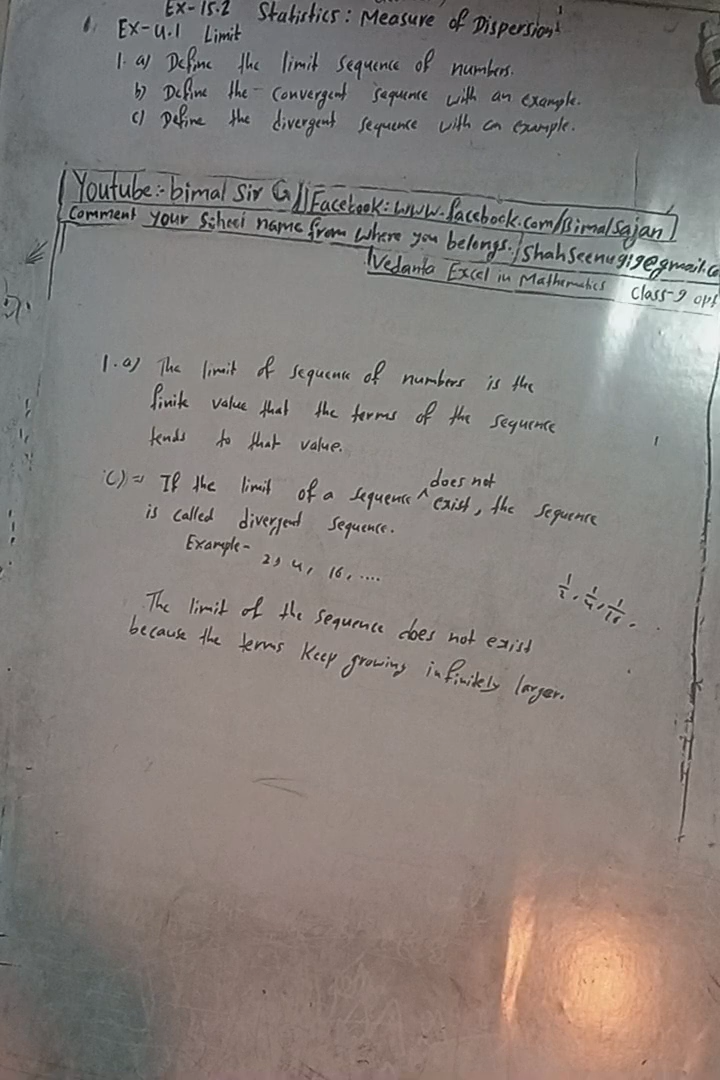 Ex-15.2 Statistics: Measure of Dispersion
Ex-4.1 Limit
1. a) Define the limit sequence of numbers.
b) Define the convergent sequence with an example.
c) Define the divergent sequence with an example.
Youtube:- bimal Sir G || Facebook: www.facebook.com/Bimalsajan
Comment your School name from where you belongs. / Shahseenu919@gmail.co
Vedanta Excel in Mathematics Class-9 opt
1. a) The limit of sequence of numbers is the
finite value that the terms of the sequence
tends to that value.
c) ⇒ If the limit of a sequence ^ does not exist, the sequence
is called divergent sequence.
Example- 2, 4, 16, ....
1/2, 1/4, 1/16,
The limit of the sequence does not exist
because the terms keep growing infinitely larger.